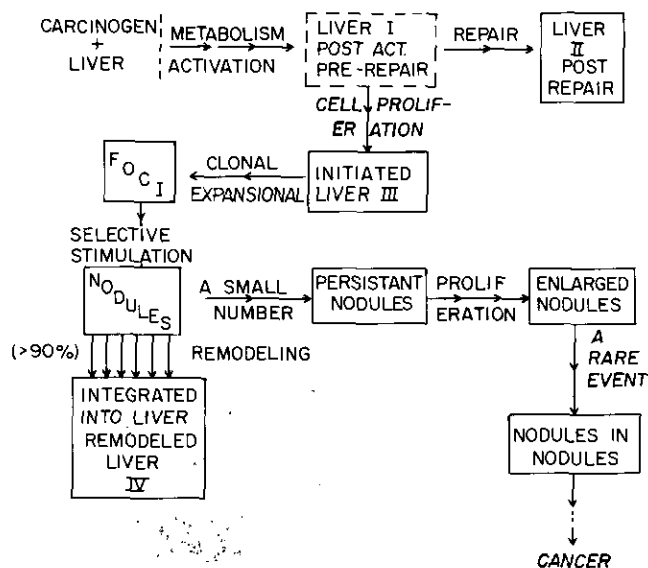 CARCINOGEN
+
LIVER
METABOLISM
ACTIVATION
LIVER I
POST ACT.
PRE-REPAIR
REPAIR
LIVER
II
POST
REPAIR
CELL PROLIF-
ERATION
INITIATED
LIVER III
CLONAL
EXPANSIONAL
FOCI
SELECTIVE
STIMULATION
NODULES
A SMALL
NUMBER
PERSISTANT
NODULES
PROLIF
ERATION
ENLARGED
NODULES
(>90%)
REMODELING
INTEGRATED
INTO LIVER
REMODELED
LIVER
IV
A
RARE
EVENT
NODULES IN
NODULES
CANCER